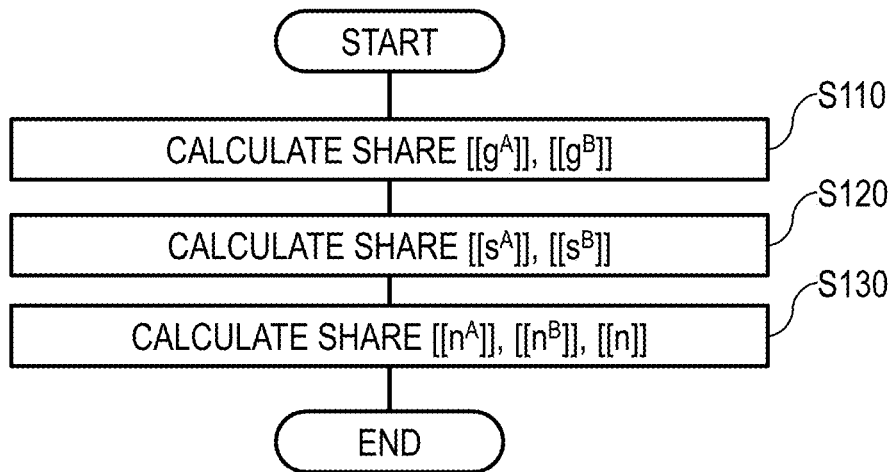 START
S110
CALCULATE SHARE [[g^A]], [[g^B]]
S120
CALCULATE SHARE [[s^A]], [[s^B]]
S130
CALCULATE SHARE [[n^A]], [[n^B]], [[n]]
END